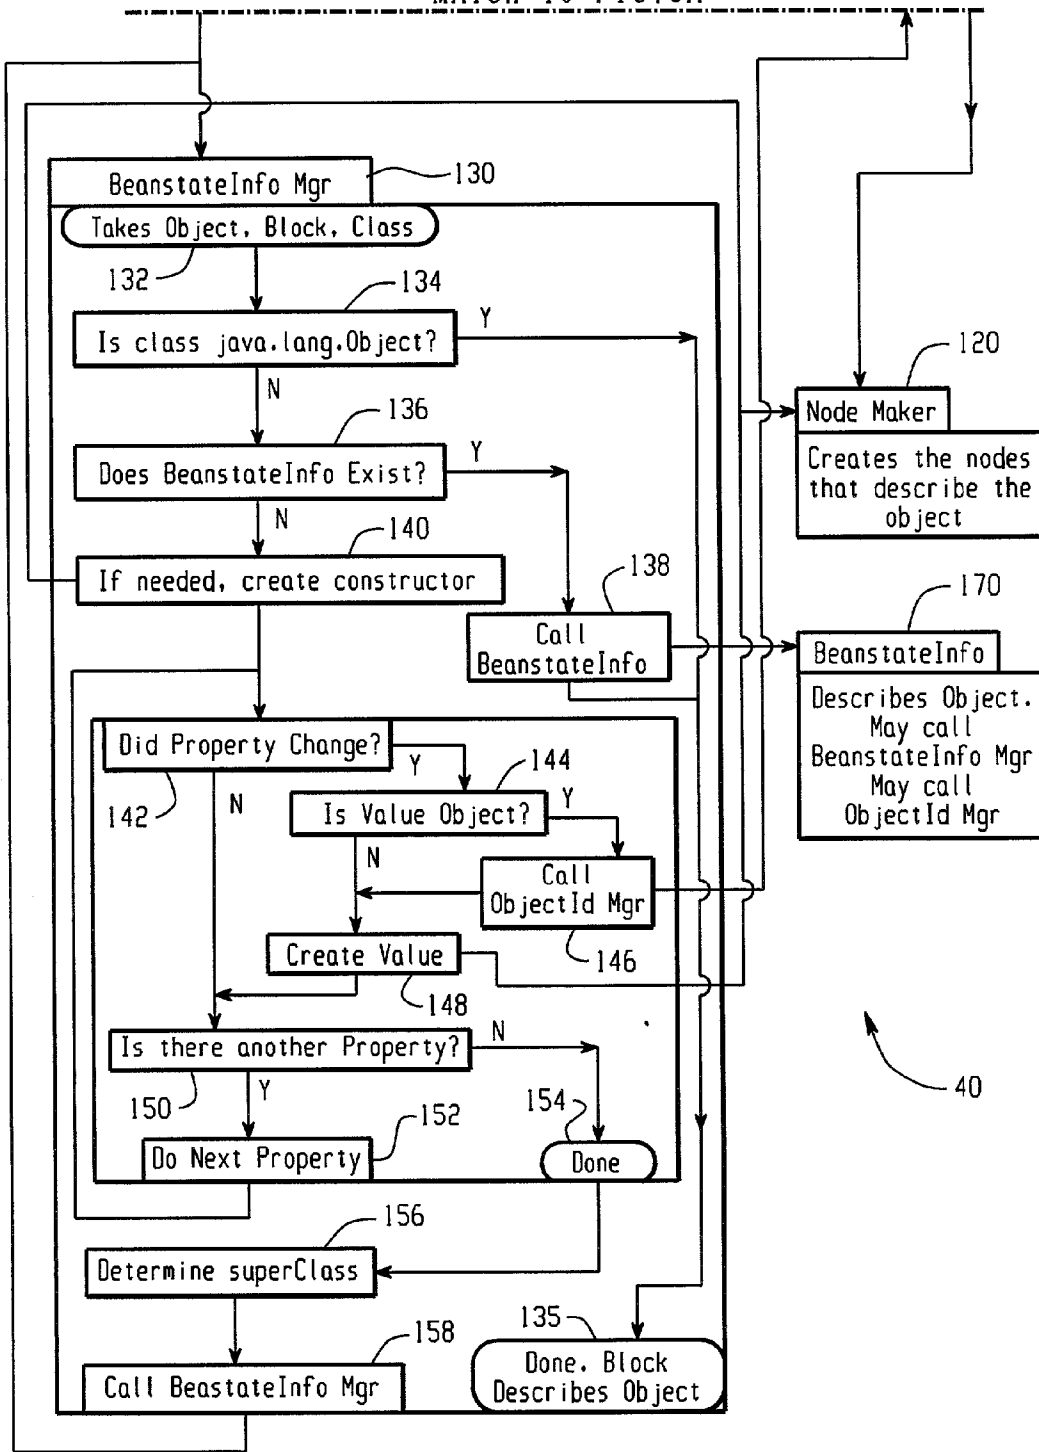 BeanstateInfo Mgr
130
Takes Object, Block, Class
132
134
Is class java.lang.Object?
Y
N
120
Node Maker
Creates the nodes
that describe the
object
136
Does BeanstateInfo Exist?
Y
N
140
If needed, create constructor
138
Call
BeanstateInfo
170
BeanstateInfo
Describes Object.
May call
BeanstateInfo Mgr
May call
ObjectId Mgr
Did Property Change?
Y
142
N
144
Is Value Object?
Y
N
Call
ObjectId Mgr
146
Create Value
148
Is there another Property?
N
150
Y
154
152
Do Next Property
Done
40
156
Determine superClass
135
158
Done. Block
Describes Object
Call BeastateInfo Mgr